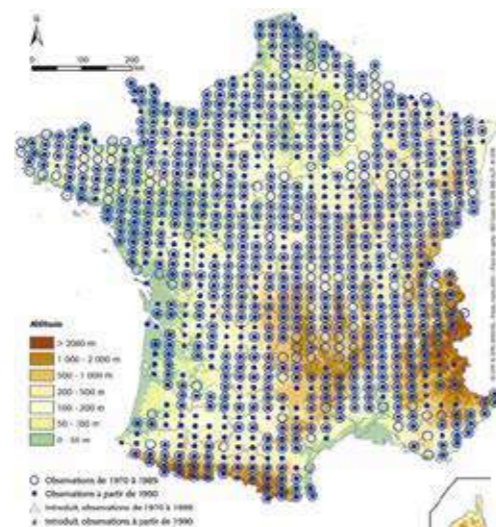 N
0 100 200
Altitude
> 2000 m
1 000 - 2 000 m
500 - 1 000 m
200 - 500 m
100 - 200 m
50 - 100 m
0 - 50 m
Observations de 1970 à 1989
Observations à partir de 1990
Introduit, observations de 1970 à 1989
Introduit, observations à partir de 1990